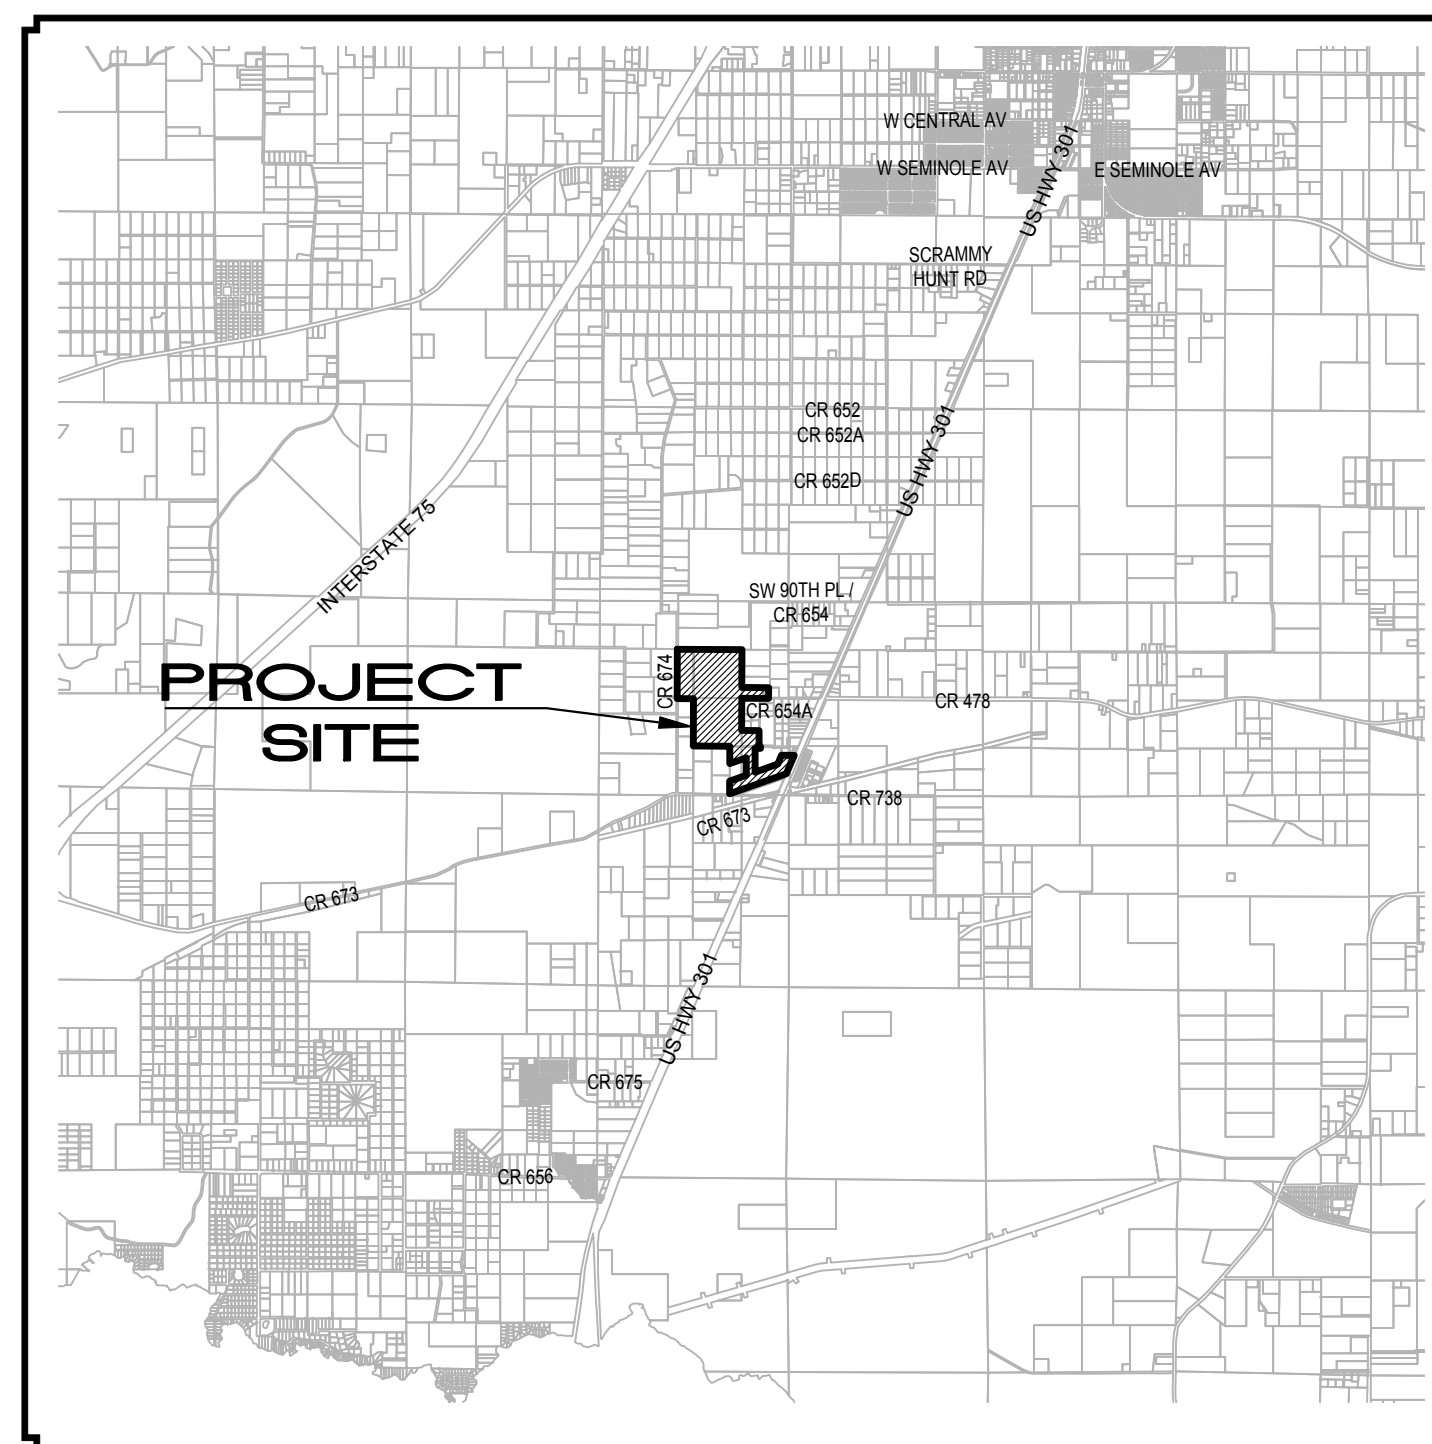 W CENTRAL AV
W SEMINOLE AV
E SEMINOLE AV
US HWY 301
SCRAMMY
HUNT RD
CR 652
CR 652A
US HWY 301
CR 652D
INTERSTATE 75
SW 90TH PL /
CR 654
PROJECT
SITE
CR 674
CR 654A
CR 478
CR 738
CR 673
CR 673
US HWY 301
CR 675
CR 656